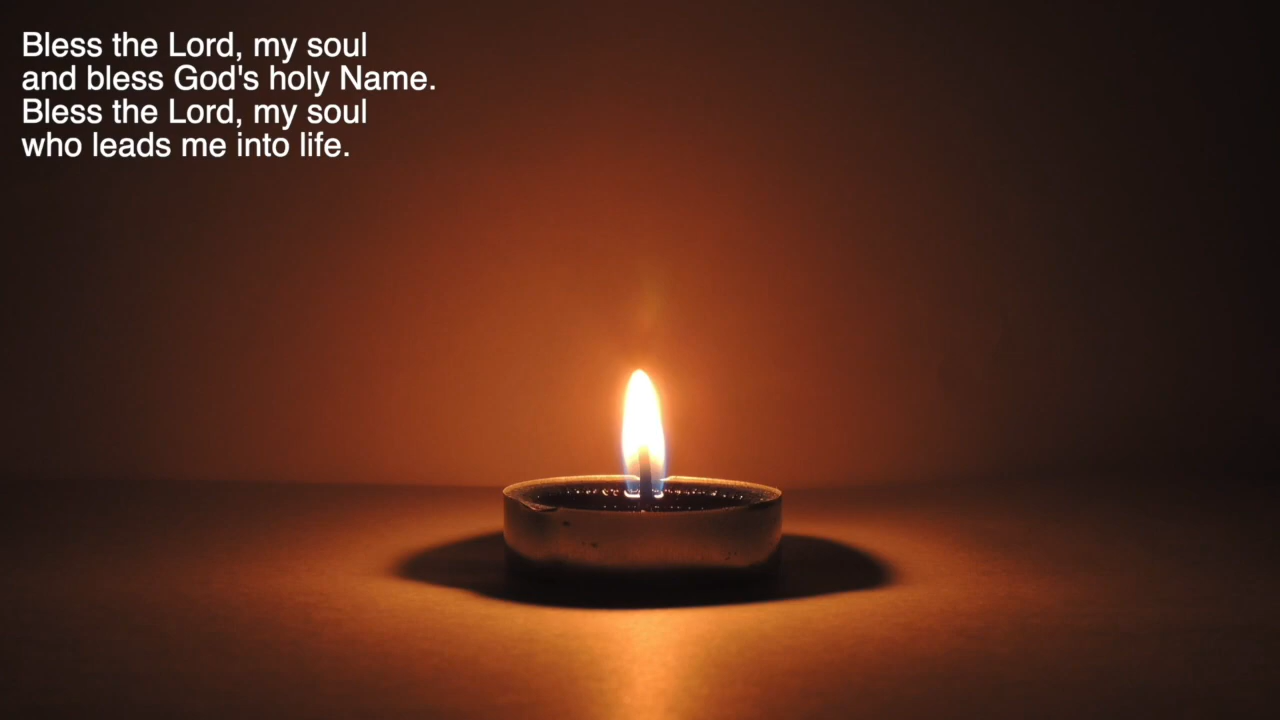 Bless the Lord, my soul
and bless God's holy Name.
Bless the Lord, my soul
who leads me into life.